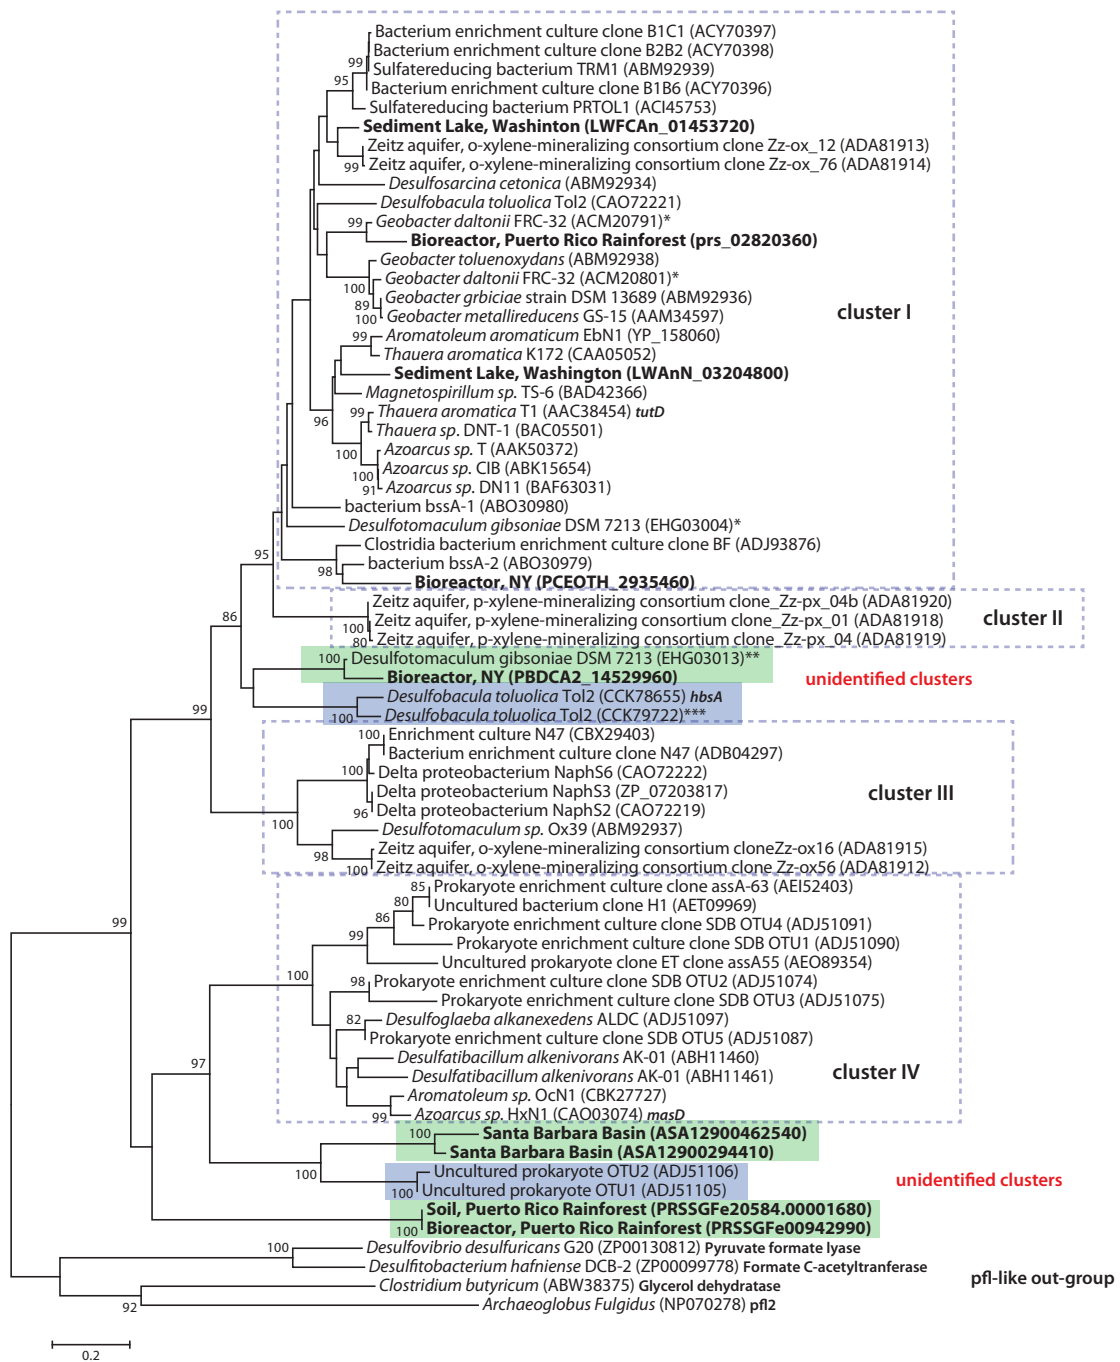 Bacterium enrichment culture clone B1C1 (ACY70397)
Bacterium enrichment culture clone B2B2 (ACY70398)
99
Sulfatereducing bacterium TRM1 (ABM92939)
95
Bacterium enrichment culture clone B1B6 (ACY70396)
Sulfatereducing bacterium PRTOL1 (ACI45753)
Sediment Lake, Washinton (LWFCAn_01453720)
Zeitz aquifer, o-xylene-mineralizing consortium clone Zz-ox_12 (ADA81913)
99
Zeitz aquifer, o-xylene-mineralizing consortium clone Zz-ox_76 (ADA81914)
Desulfosarcina cetonica (ABM92934)
Desulfobacula toluolica Tol2 (CAO72221)
99
Geobacter daltonii FRC-32 (ACM20791)*
Bioreactor, Puerto Rico Rainforest (prs_02820360)
Geobacter toluenoxydans (ABM92938)
Geobacter daltonii FRC-32 (ACM20801)*
100
Geobacter grbiciae strain DSM 13689 (ABM92936)
89
Geobacter metallireducens GS-15 (AAM34597)
100
cluster I
99
Aromatoleum aromaticum EbN1 (YP_158060)
Thauera aromatica K172 (CAA05052)
Sediment Lake, Washington (LWAnN_03204800)
Magnetospirillum sp. TS-6 (BAD42366)
99
Thauera aromatica T1 (AAC38454) tutD
96
Thauera sp. DNT-1 (BAC05501)
100
Azoarcus sp. T (AAK50372)
Azoarcus sp. CIB (ABK15654)
100
91
Azoarcus sp. DN11 (BAF63031)
bacterium bssA-1 (ABO30980)
Desulfotomaculum gibsoniae DSM 7213 (EHG03004)*
Clostridia bacterium enrichment culture clone BF (ADJ93876)
95
bacterium bssA-2 (ABO30979)
98
Bioreactor, NY (PCEOTH_2935460)
Zeitz aquifer, p-xylene-mineralizing consortium clone_Zz-px_04b (ADA81920)
86
100
Zeitz aquifer, p-xylene-mineralizing consortium clone_Zz-px_01 (ADA81918)
cluster II
80
Zeitz aquifer, p-xylene-mineralizing consortium clone_Zz-px_04 (ADA81919)
100
Desulfotomaculum gibsoniae DSM 7213 (EHG03013)**
Bioreactor, NY (PBDCA2_14529960)
unidentified clusters
Desulfobacula toluolica Tol2 (CCK78655) hbsA
100
Desulfobacula toluolica Tol2 (CCK79722)***
99
100
Enrichment culture N47 (CBX29403)
Bacterium enrichment culture clone N47 (ADB04297)
100
Delta proteobacterium NaphS6 (CAO72222)
Delta proteobacterium NaphS3 (ZP_07203817)
cluster III
96
Delta proteobacterium NaphS2 (CAO72219)
100
Desulfotomaculum sp. Ox39 (ABM92937)
98
Zeitz aquifer, o-xylene-mineralizing consortium cloneZz-ox16 (ADA81915)
100
Zeitz aquifer, o-xylene-mineralizing consortium clone Zz-ox56 (ADA81912)
85
Prokaryote enrichment culture clone assA-63 (AEI52403)
80
Uncultured bacterium clone H1 (AET09969)
86
Prokaryote enrichment culture clone SDB OTU4 (ADJ51091)
99
99
Prokaryote enrichment culture clone SDB OTU1 (ADJ51090)
Uncultured prokaryote clone ET clone assA55 (AEO89354)
100
98
Prokaryote enrichment culture clone SDB OTU2 (ADJ51074)
Prokaryote enrichment culture clone SDB OTU3 (ADJ51075)
82
Desulfoglaeba alkanexedens ALDC (ADJ51097)
Prokaryote enrichment culture clone SDB OTU5 (ADJ51087)
Desulfatibacillum alkenivorans AK-01 (ABH11460)
97
Desulfatibacillum alkenivorans AK-01 (ABH11461)
cluster IV
Aromatoleum sp. OcN1 (CBK27727)
99
Azoarcus sp. HxN1 (CAO03074) masD
100
Santa Barbara Basin (ASA12900462540)
Santa Barbara Basin (ASA12900294410)
100
Uncultured prokaryote OTU2 (ADJ51106)
unidentified clusters
100
Uncultured prokaryote OTU1 (ADJ51105)
Soil, Puerto Rico Rainforest (PRSSGFe20584.00001680)
100
Bioreactor, Puerto Rico Rainforest (PRSSGFe00942990)
100
Desulfovibrio desulfuricans G20 (ZP00130812) Pyruvate formate lyase
Desulfitobacterium hafniense DCB-2 (ZP00099778) Formate C-acetyltranferase
pfl-like out-group
Clostridium butyricum (ABW38375) Glycerol dehydratase
92
Archaeoglobus Fulgidus (NP070278) pfl2
0.2